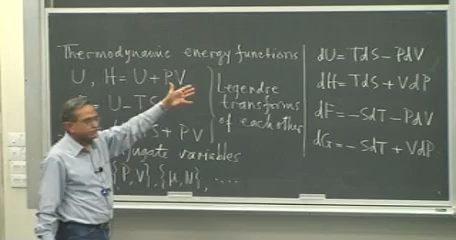 Thermodynamic energy functions
U, H = U + PV
U - TS
S + PV
Legendre
transforms
of each other
variables
{P,V}, {μ,N}, ....
dU = TdS - PdV
dH = TdS + VdP
dF = -SdT - PdV
dG = -SdT + VdP